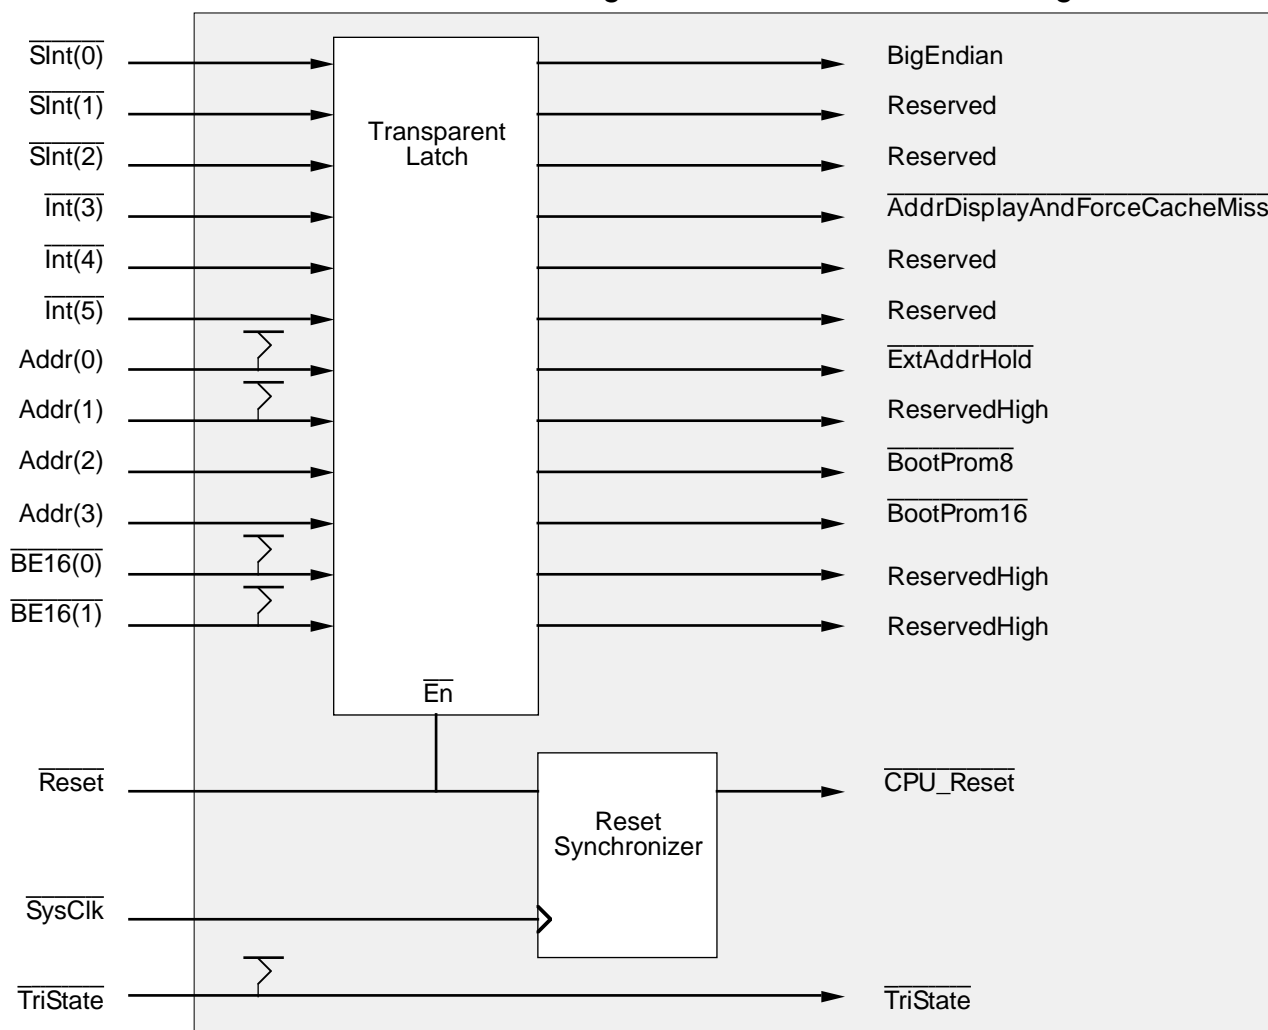 SInt(0) BigEndian
SInt(1) Reserved
Transparent
SInt(2) Latch Reserved
Int(3) AddrDisplayAndForceCacheMiss
Int(4) Reserved
Int(5) Reserved
Addr(0) ExtAddrHold
Addr(1) ReservedHigh
Addr(2) BootProm8
Addr(3) BootProm16
BE16(0) ReservedHigh
BE16(1) ReservedHigh
En
Reset CPU_Reset
Reset
Synchronizer
SysClk
TriState TriState